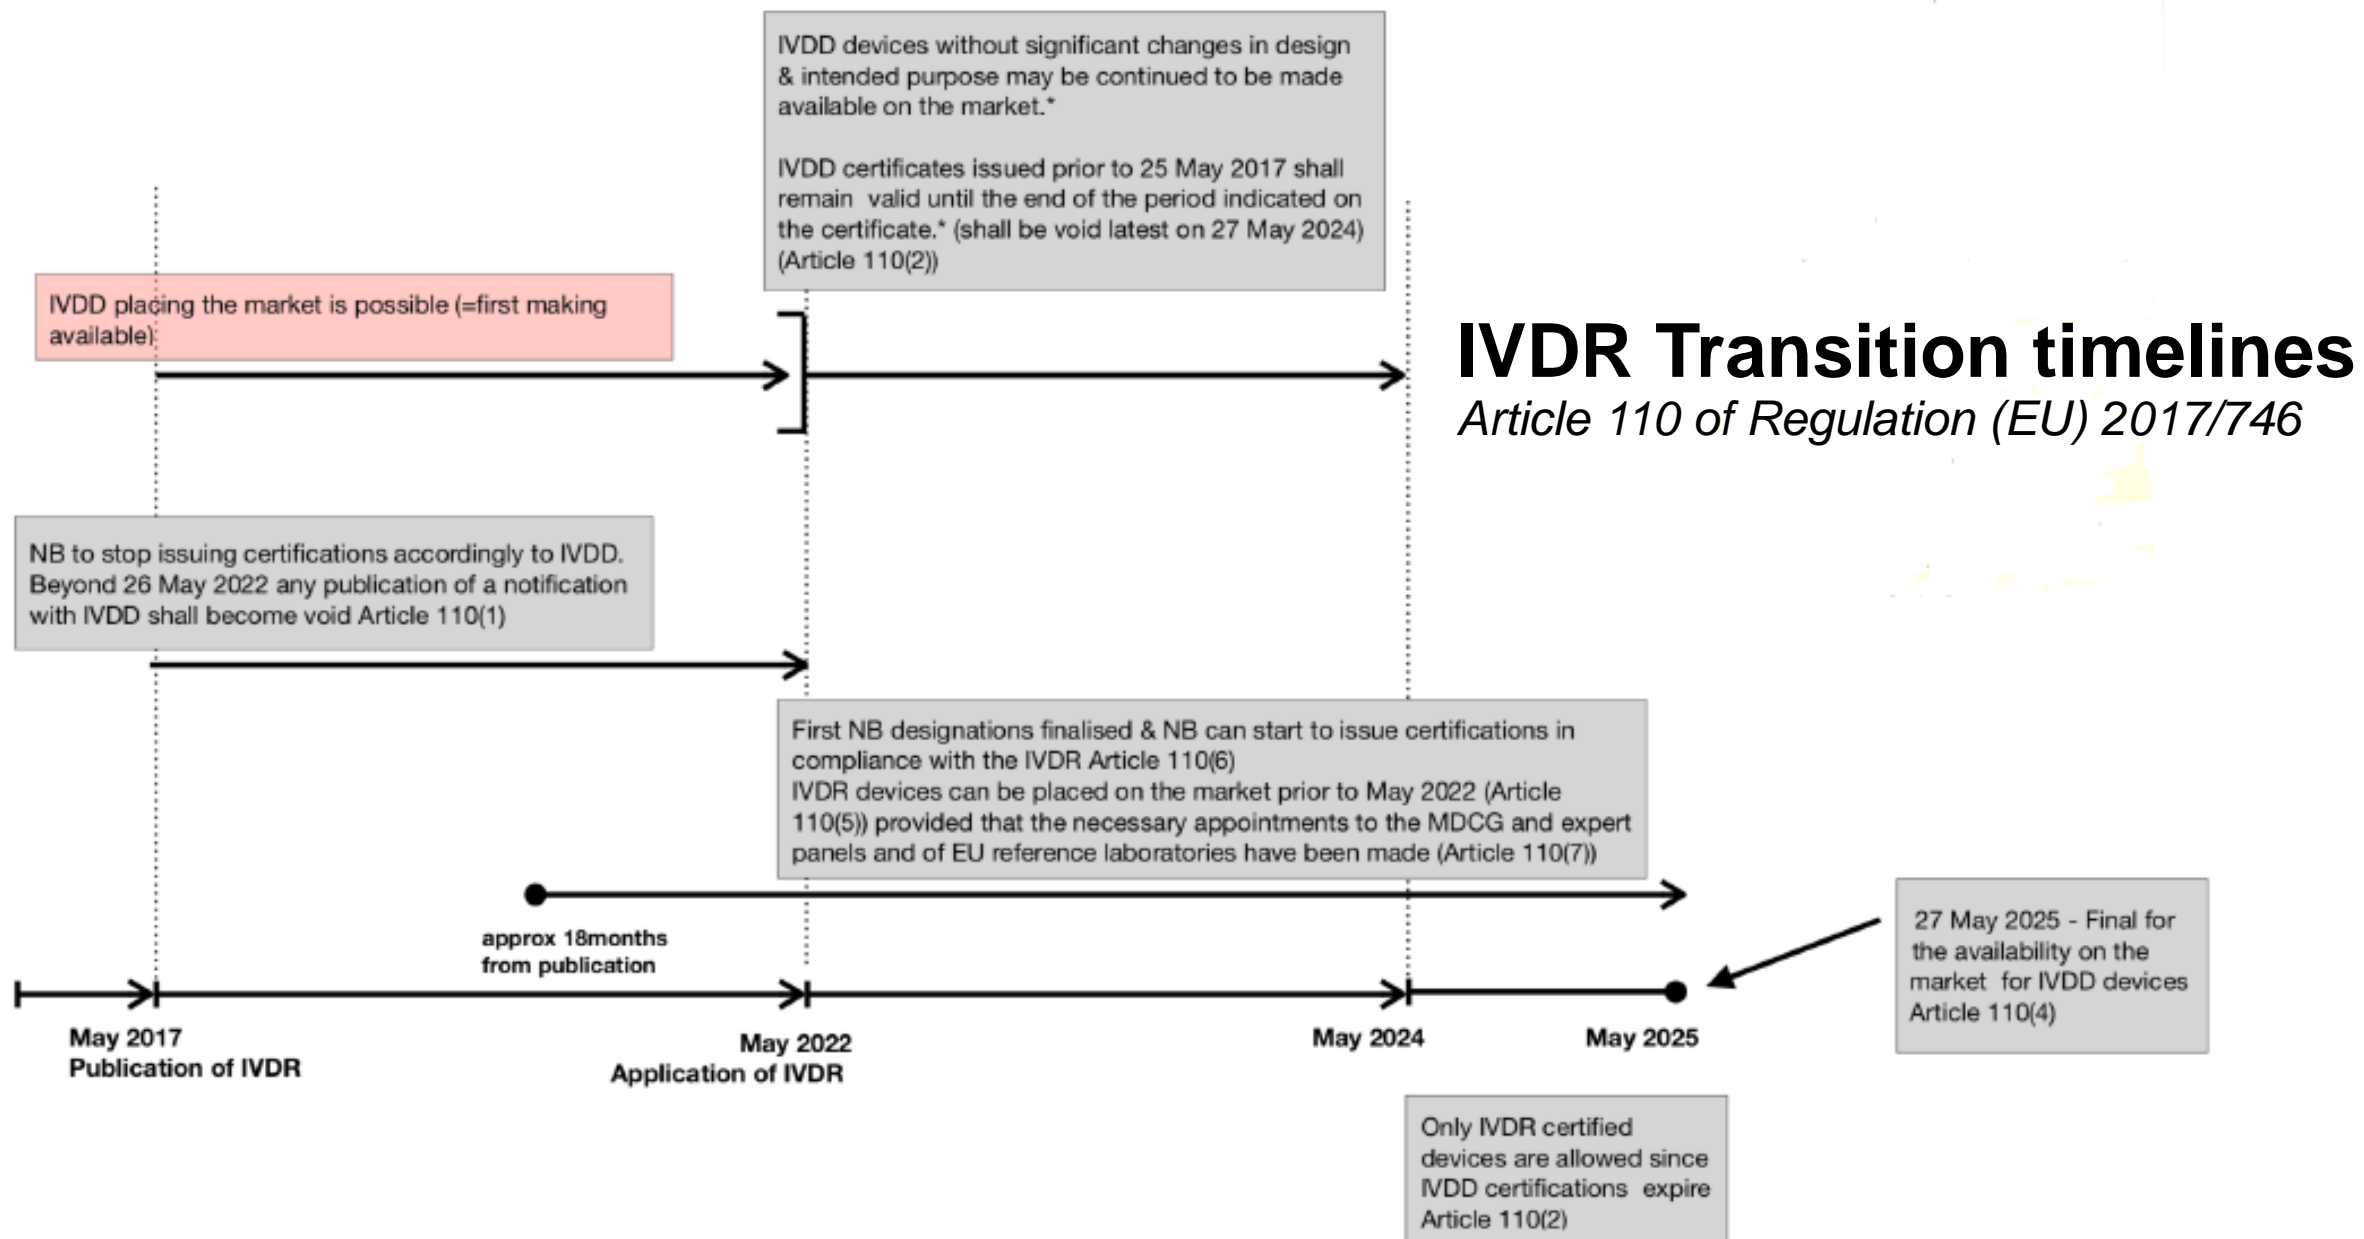 IVDD devices without significant changes in design
& intended purpose may be continued to be made
available on the market.*
IVDD certificates issued prior to 25 May 2017 shall
remain valid until the end of the period indicated on
the certificate.* (shall be void latest on 27 May 2024)
(Article 110(2))
IVDD placing the market is possible (=first making
available)
IVDR Transition timelines
Article 110 of Regulation (EU) 2017/746
NB to stop issuing certifications accordingly to IVDD.
Beyond 26 May 2022 any publication of a notification
with IVDD shall become void Article 110(1)
First NB designations finalised & NB can start to issue certifications in
compliance with the IVDR Article 110(6)
IVDR devices can be placed on the market prior to May 2022 (Article
110(5)) provided that the necessary appointments to the MDCG and expert
panels and of EU reference laboratories have been made (Article 110(7))
approx 18months
from publication
27 May 2025 - Final for
the availability on the
market for IVDD devices
Article 110(4)
May 2017
Publication of IVDR
May 2022
Application of IVDR
May 2024
May 2025
Only IVDR certified
devices are allowed since
IVDD certifications expire
Article 110(2)